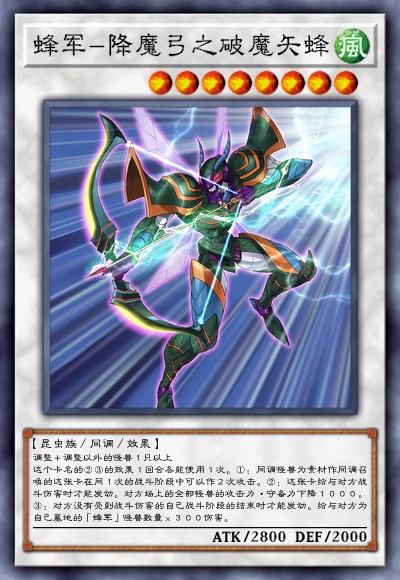 蜂军-降魔弓之破魔矢蜂
風
【昆虫族/同调/效果】
调整+调整以外的怪兽1只以上
这个卡名的②③的效果1回合各能使用1次。①：同调怪兽为素材作同调召
唤的这张卡在同1次的战斗阶段中可以作2次攻击。②：这张卡给与对方战
斗伤害时才能发动。对方场上的全部怪兽的攻击力·守备力下降1000。
③：对方没有受到战斗伤害的自己战斗阶段的结束时才能发动。给与对方为
自己墓地的「蜂军」怪兽数量×300伤害。
ATK/2800 DEF/2000